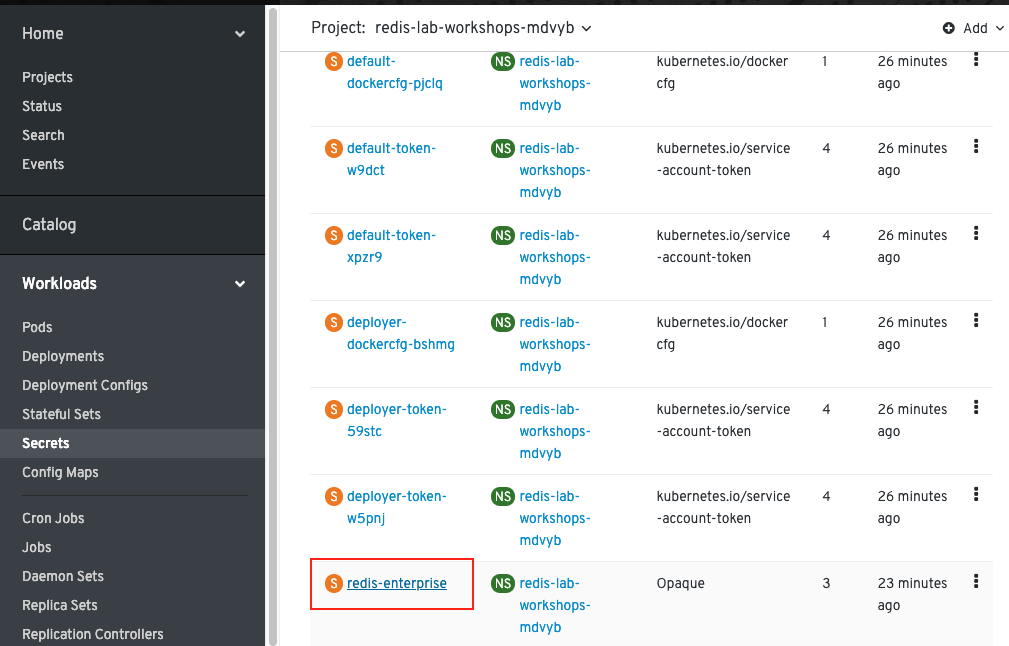 Home
Projects
Status
Search
Events
Catalog
Workloads
Pods
Deployments
Deployment Configs
Stateful Sets
Secrets
Config Maps
Cron Jobs
Jobs
Daemon Sets
Replica Sets
Replication Controllers
Project: redis-lab-workshops-mdvyb
Add
S default- NS redis-lab- kubernetes.io/docker 1 26 minutes
dockercfg-pjclq workshops- cfg ago
mdvyb
S default-token- NS redis-lab- kubernetes.io/service 4 26 minutes
w9dct workshops- -account-token ago
mdvyb
S default-token- NS redis-lab- kubernetes.io/service 4 26 minutes
xpzr9 workshops- -account-token ago
mdvyb
S deployer- NS redis-lab- kubernetes.io/docker 1 26 minutes
dockercfg-bshmg workshops- cfg ago
mdvyb
S deployer-token- NS redis-lab- kubernetes.io/service 4 26 minutes
59stc workshops- -account-token ago
mdvyb
S deployer-token- NS redis-lab- kubernetes.io/service 4 26 minutes
w5pnj workshops- -account-token ago
mdvyb
S redis-enterprise NS redis-lab- Opaque 3 23 minutes
workshops- ago
mdvyb